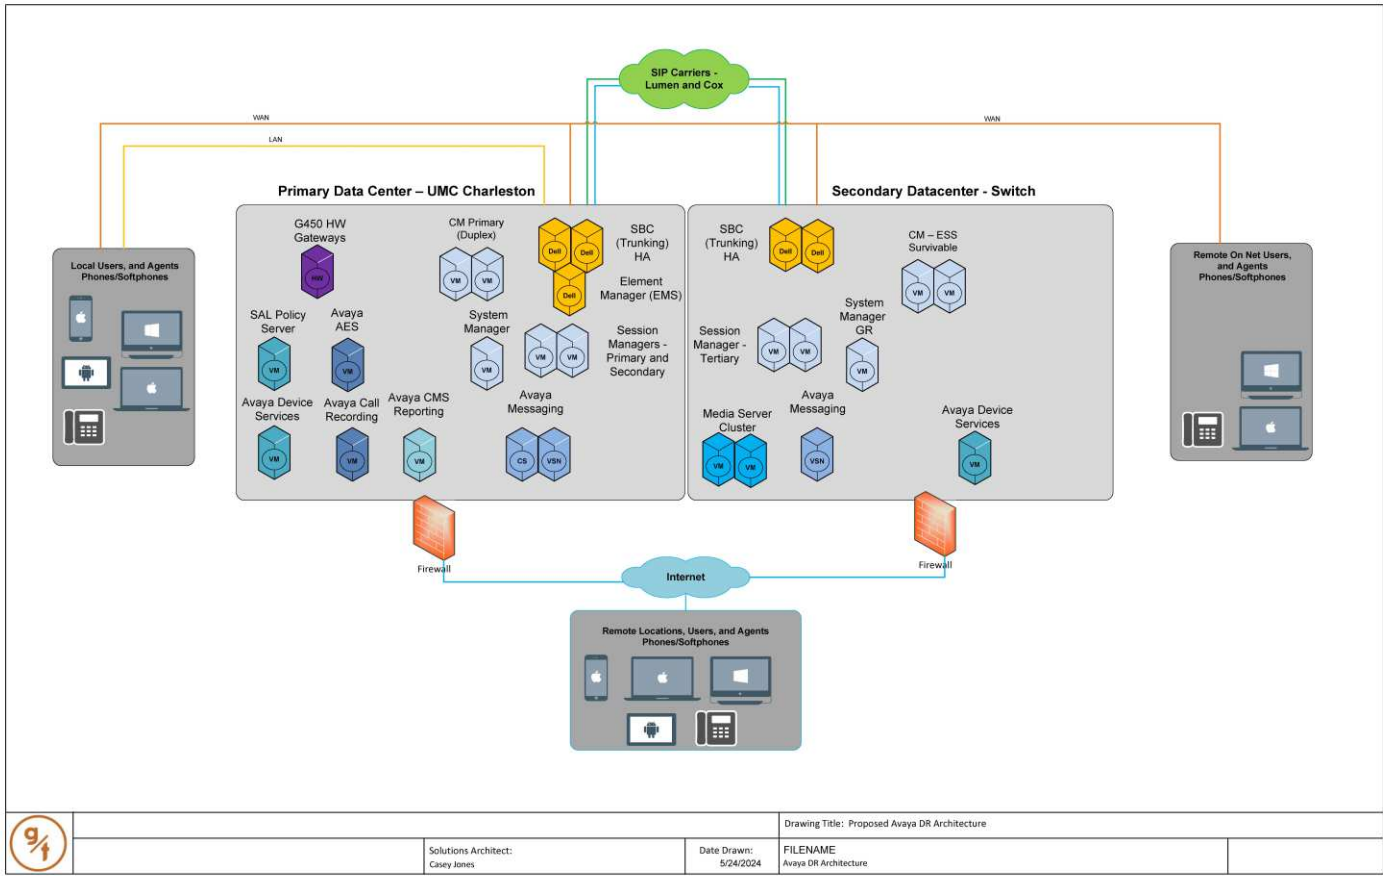 SIP Carriers -
Lumen and Cox
WAN
WAN
LAN
Primary Data Center – UMC Charleston
Secondary Datacenter - Switch
Local Users, and Agents
Phones/Softphones
G450 HW
Gateways
HW
CM Primary
(Duplex)
VM
VM
Dell
Dell
Dell
SBC
(Trunking)
HA
Element
Manager (EMS)
SAL Policy
Server
VM
Avaya
AES
VM
System
Manager
VM
VM
VM
Session
Managers -
Primary and
Secondary
Avaya Device
Services
VM
Avaya Call
Recording
VM
Avaya CMS
Reporting
VM
Avaya
Messaging
CS
VSN
SBC
(Trunking)
HA
Dell
Dell
CM – ESS
Survivable
VM
VM
Session
Manager -
Tertiary
VM
VM
System
Manager
GR
VM
Media Server
Cluster
VM
VM
Avaya
Messaging
VSN
Avaya Device
Services
VM
Remote On Net Users,
and Agents
Phones/Softphones
Firewall
Firewall
Internet
Remote Locations, Users, and Agents
Phones/Softphones
g/t
Drawing Title: Proposed Avaya DR Architecture
Solutions Architect:
Casey Jones
Date Drawn:
5/24/2024
FILENAME
Avaya DR Architecture